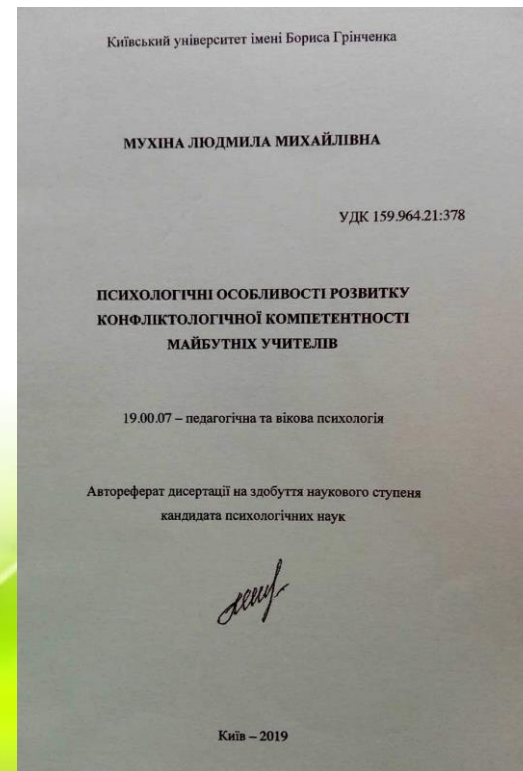 Київський університет імені Бориса Грінченка
МУХІНА ЛЮДМИЛА МИХАЙЛІВНА
УДК 159.964.21:378
ПСИХОЛОГІЧНІ ОСОБЛИВОСТІ РОЗВИТКУ
КОНФЛІКТОЛОГІЧНОЇ КОМПЕТЕНТНОСТІ
МАЙБУТНІХ УЧИТЕЛІВ
19.00.07 – педагогічна та вікова психологія
Автореферат дисертації на здобуття наукового ступеня
кандидата психологічних наук
Київ – 2019